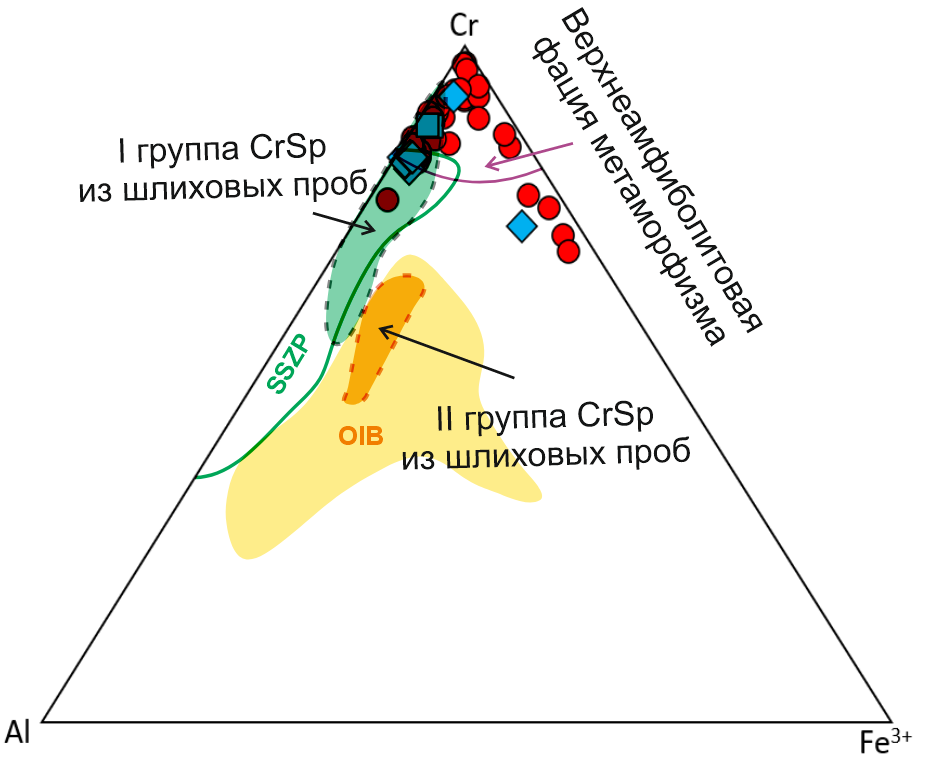 Cr
Верхнеамфиболитовая
фация метаморфизма
I группа CrSp
из шлиховых проб
SSZP
OIB
II группа CrSp
из шлиховых проб
Al
Fe³⁺